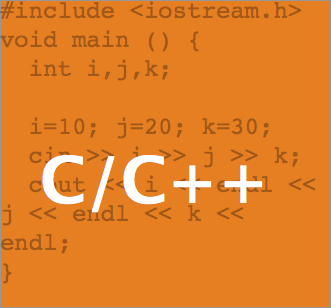 #include <iostream.h>
void main () {
int i,j,k;
i=10; j=20; k=30;
cin >> i >> j >> k;
cout << i << endl <<
j << endl << k <<
endl;
}
C/C++